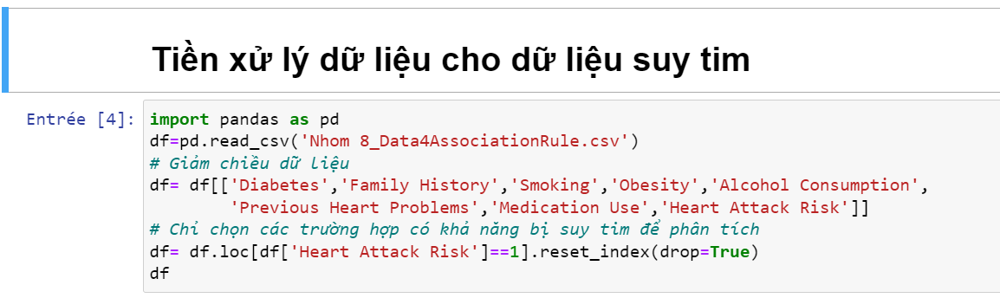 Tiền xử lý dữ liệu cho dữ liệu suy tim
Entrée [4]:
import pandas as pd
df=pd.read_csv('Nhom 8_Data4AssociationRule.csv')
# Giảm chiều dữ liệu
df= df[['Diabetes','Family History','Smoking','Obesity','Alcohol Consumption',
'Previous Heart Problems','Medication Use','Heart Attack Risk']]
# Chỉ chọn các trường hợp có khả năng bị suy tim để phân tích
df= df.loc[df['Heart Attack Risk']==1].reset_index(drop=True)
df